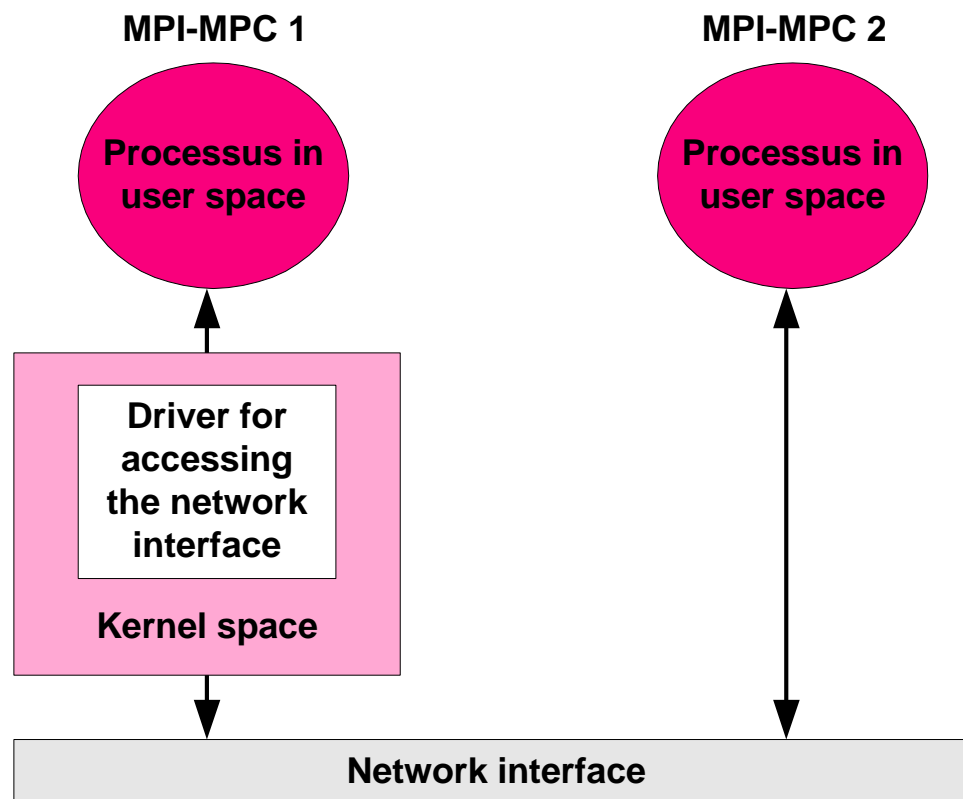 MPI-MPC 1
MPI-MPC 2
Processus in
user space
Processus in
user space
Driver for
accessing
the network
interface
Kernel space
Network interface